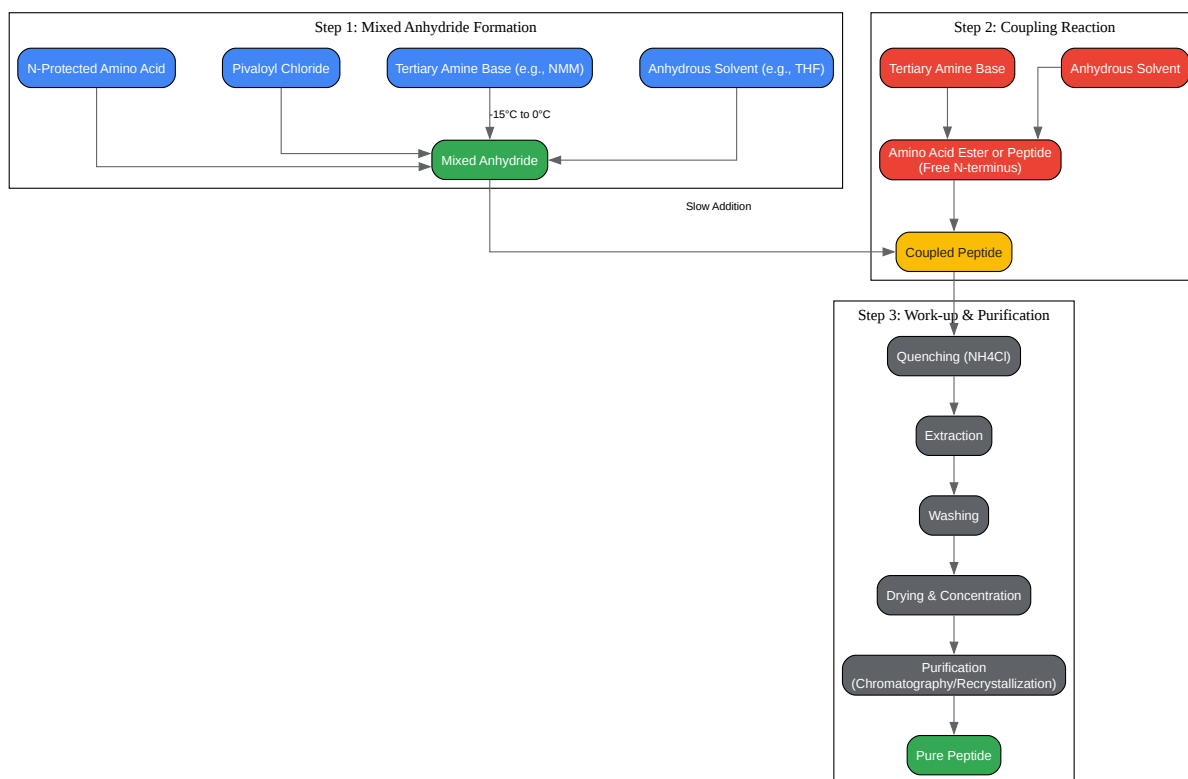 Step 1: Mixed Anhydride Formation
N-Protected Amino Acid
Pivaloyl Chloride
Tertiary Amine Base (e.g., NMM)
Anhydrous Solvent (e.g., THF)
-15°C to 0°C
Mixed Anhydride
Slow Addition
Step 2: Coupling Reaction
Tertiary Amine Base
Anhydrous Solvent
Amino Acid Ester or Peptide
(Free N-terminus)
Coupled Peptide
Step 3: Work-up & Purification
Quenching (NH4Cl)
Extraction
Washing
Drying & Concentration
Purification
(Chromatography/Recrystallization)
Pure Peptide